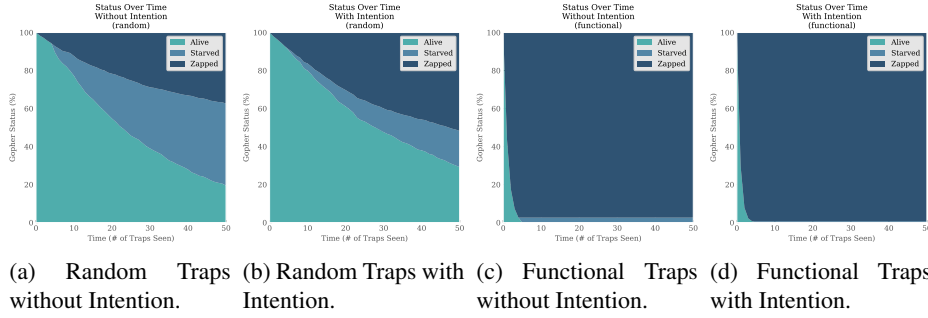 Status Over Time
Without Intention
(random)
Gopher Status (%)
100
80
60
40
20
0
0 10 20 30 40 50
Time (# of Traps Seen)
Alive
Starved
Zapped
Status Over Time
With Intention
(random)
Gopher Status (%)
100
80
60
40
20
0
0 10 20 30 40 50
Time (# of Traps Seen)
Alive
Starved
Zapped
Status Over Time
Without Intention
(functional)
Gopher Status (%)
100
80
60
40
20
0
0 10 20 30 40 50
Time (# of Traps Seen)
Alive
Starved
Zapped
Status Over Time
With Intention
(functional)
Gopher Status (%)
100
80
60
40
20
0
0 10 20 30 40 50
Time (# of Traps Seen)
Alive
Starved
Zapped
(a) Random Traps
without Intention.
(b) Random Traps with
Intention.
(c) Functional Traps
without Intention.
(d) Functional Traps
with Intention.